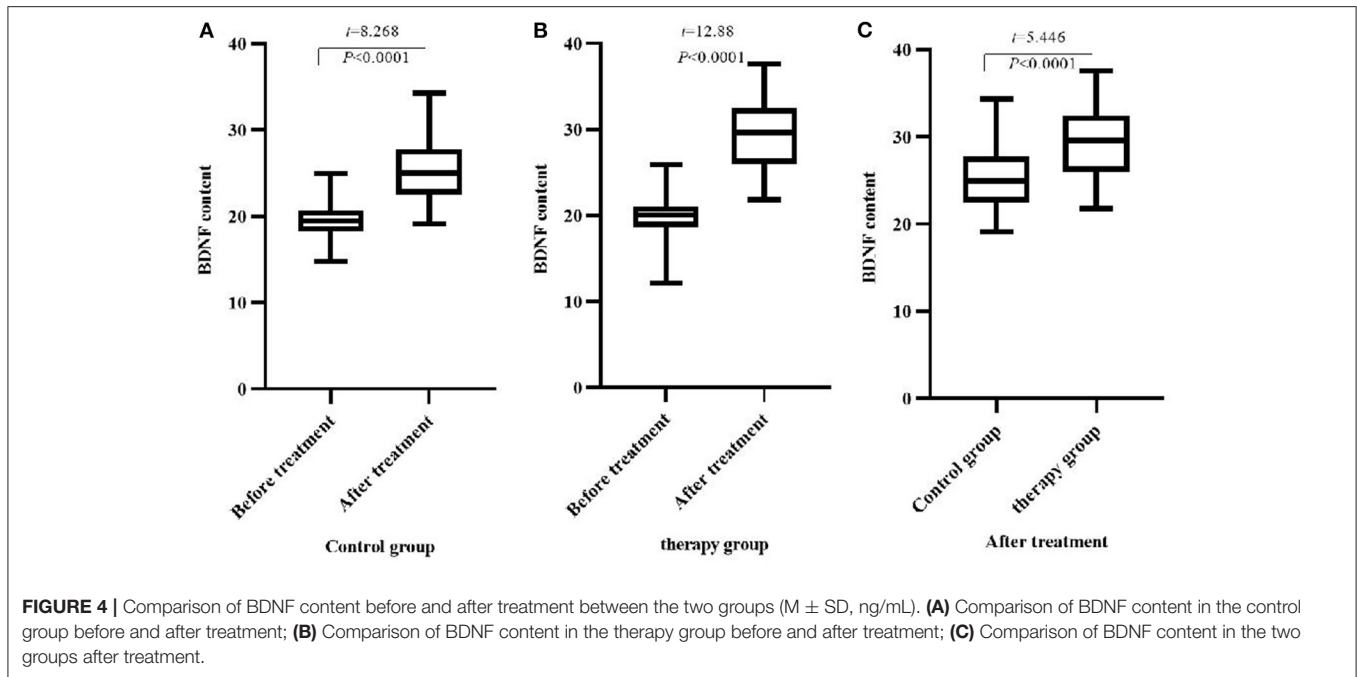 A
t=8.268
P<0.0001
40
30
20
10
0
BDNF content
Before treatment
After treatment
Control group
B
t=12.88
P<0.0001
40
30
20
10
0
BDNF content
Before treatment
After treatment
therapy group
C
t=5.446
P<0.0001
40
30
20
10
0
BDNF content
Control group
therapy group
After treatment
FIGURE 4 | Comparison of BDNF content before and after treatment between the two groups (M ± SD, ng/mL). (A) Comparison of BDNF content in the control
group before and after treatment; (B) Comparison of BDNF content in the therapy group before and after treatment; (C) Comparison of BDNF content in the two
groups after treatment.